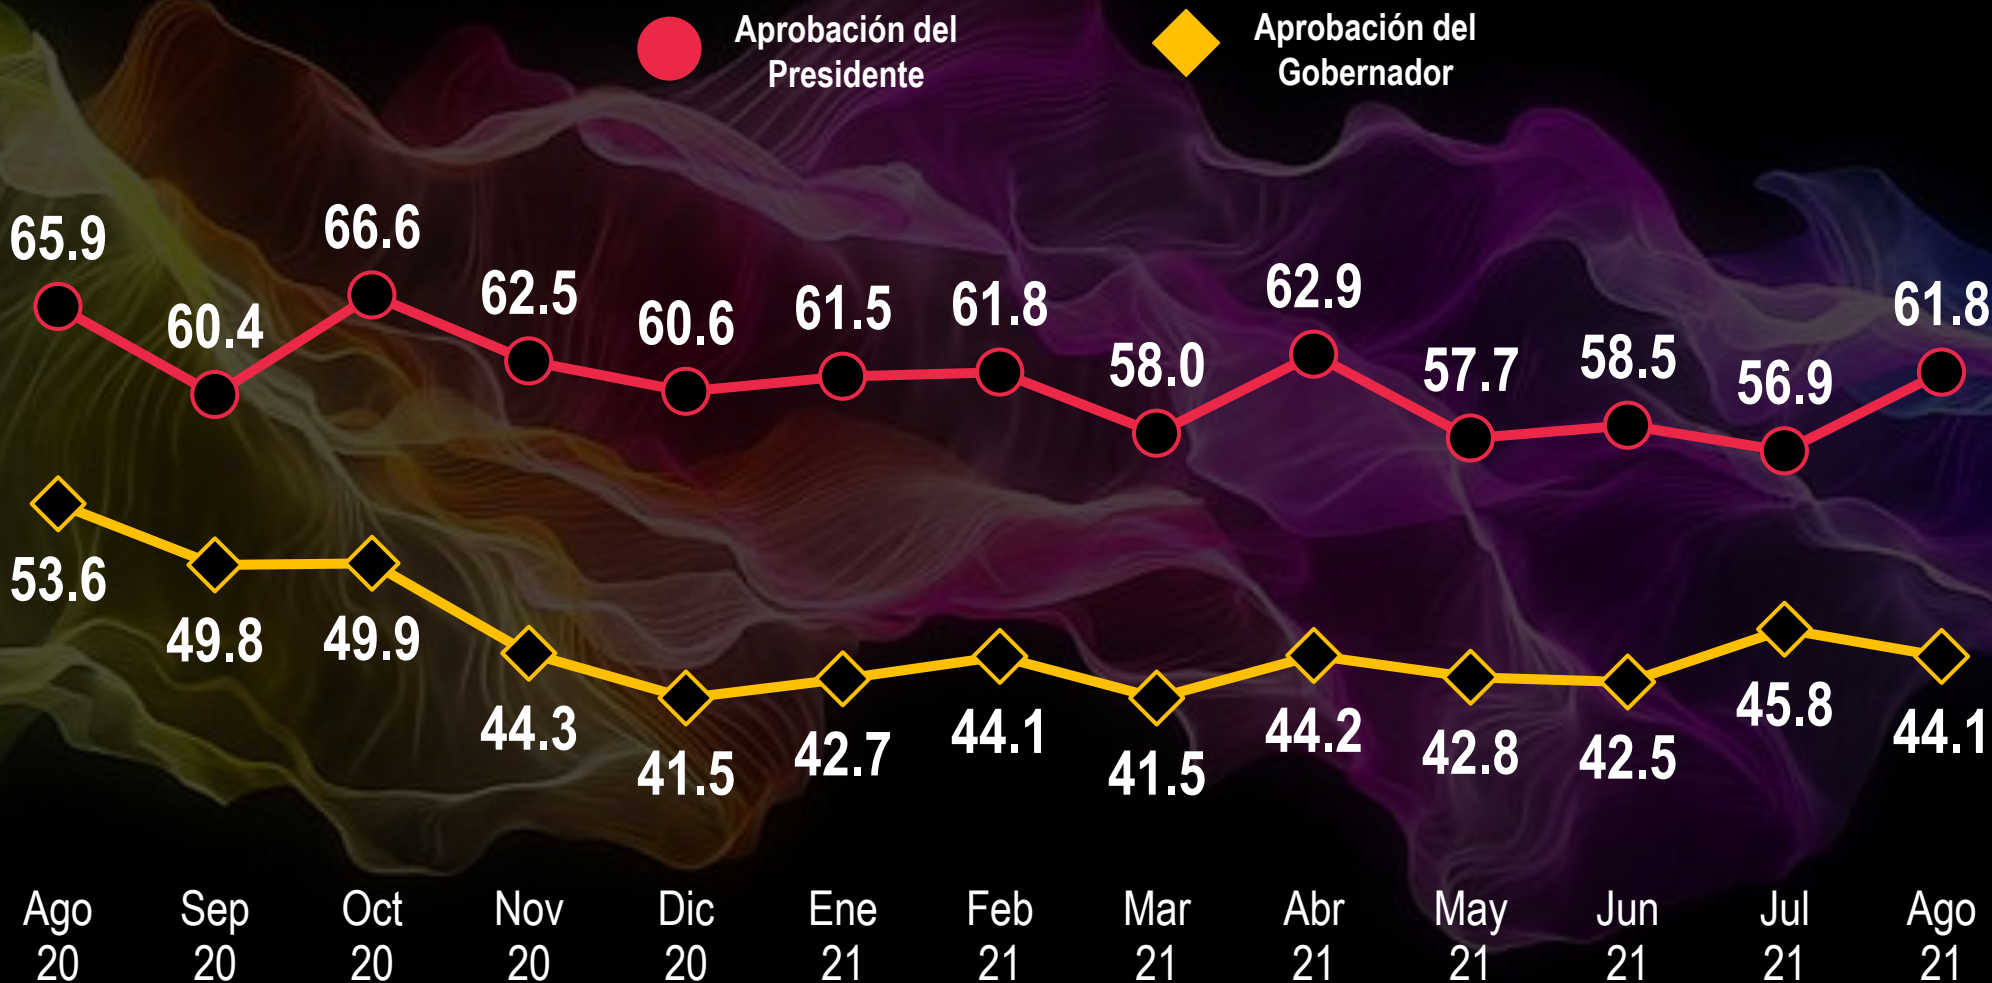 Aprobación del
Presidente
Aprobación del
Gobernador
65.9
60.4
66.6
62.5
60.6
61.5
61.8
58.0
62.9
57.7
58.5
56.9
61.8
53.6
49.8
49.9
44.3
41.5
42.7
44.1
41.5
44.2
42.8
42.5
45.8
44.1
Ago
20
Sep
20
Oct
20
Nov
20
Dic
20
Ene
21
Feb
21
Mar
21
Abr
21
May
21
Jun
21
Jul
21
Ago
21